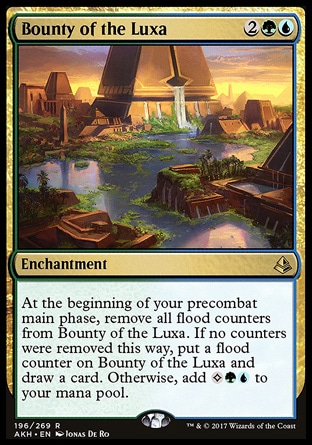 Bounty of the Luxa 2
Enchantment
At the beginning of your precombat
main phase, remove all flood counters
from Bounty of the Luxa. If no counters
were removed this way, put a flood
counter on Bounty of the Luxa and
draw a card. Otherwise, add to
your mana pool.
196/269 R
AKH • EN Jonas De Ro
™ & © 2017 Wizards of the Coast